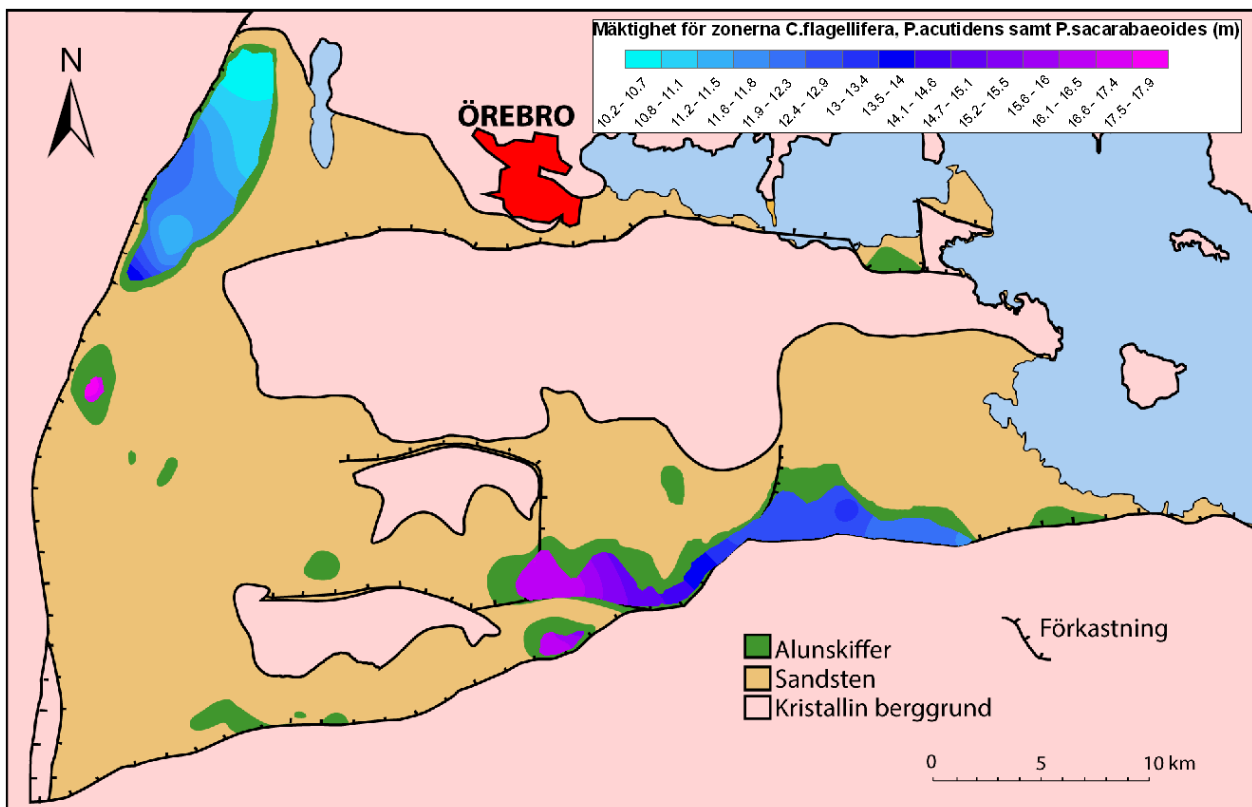 Mäktighet för zonerna C.flagellifera, P.acutidens samt P.sacarabaeoides (m)
10.2 - 10.7
10.8 - 11.1
11.2 - 11.5
11.6 - 11.8
11.9 - 12.3
12.4 - 12.9
13 - 13.4
13.5 - 14
14.1 - 14.6
14.7 - 15.1
15.2 - 15.5
15.6 - 16
16.1 - 16.5
16.6 - 17.4
17.5 - 17.9
N
ÖREBRO
Alunskiffer
Sandsten
Kristallin berggrund
Förkastning
0 5 10 km